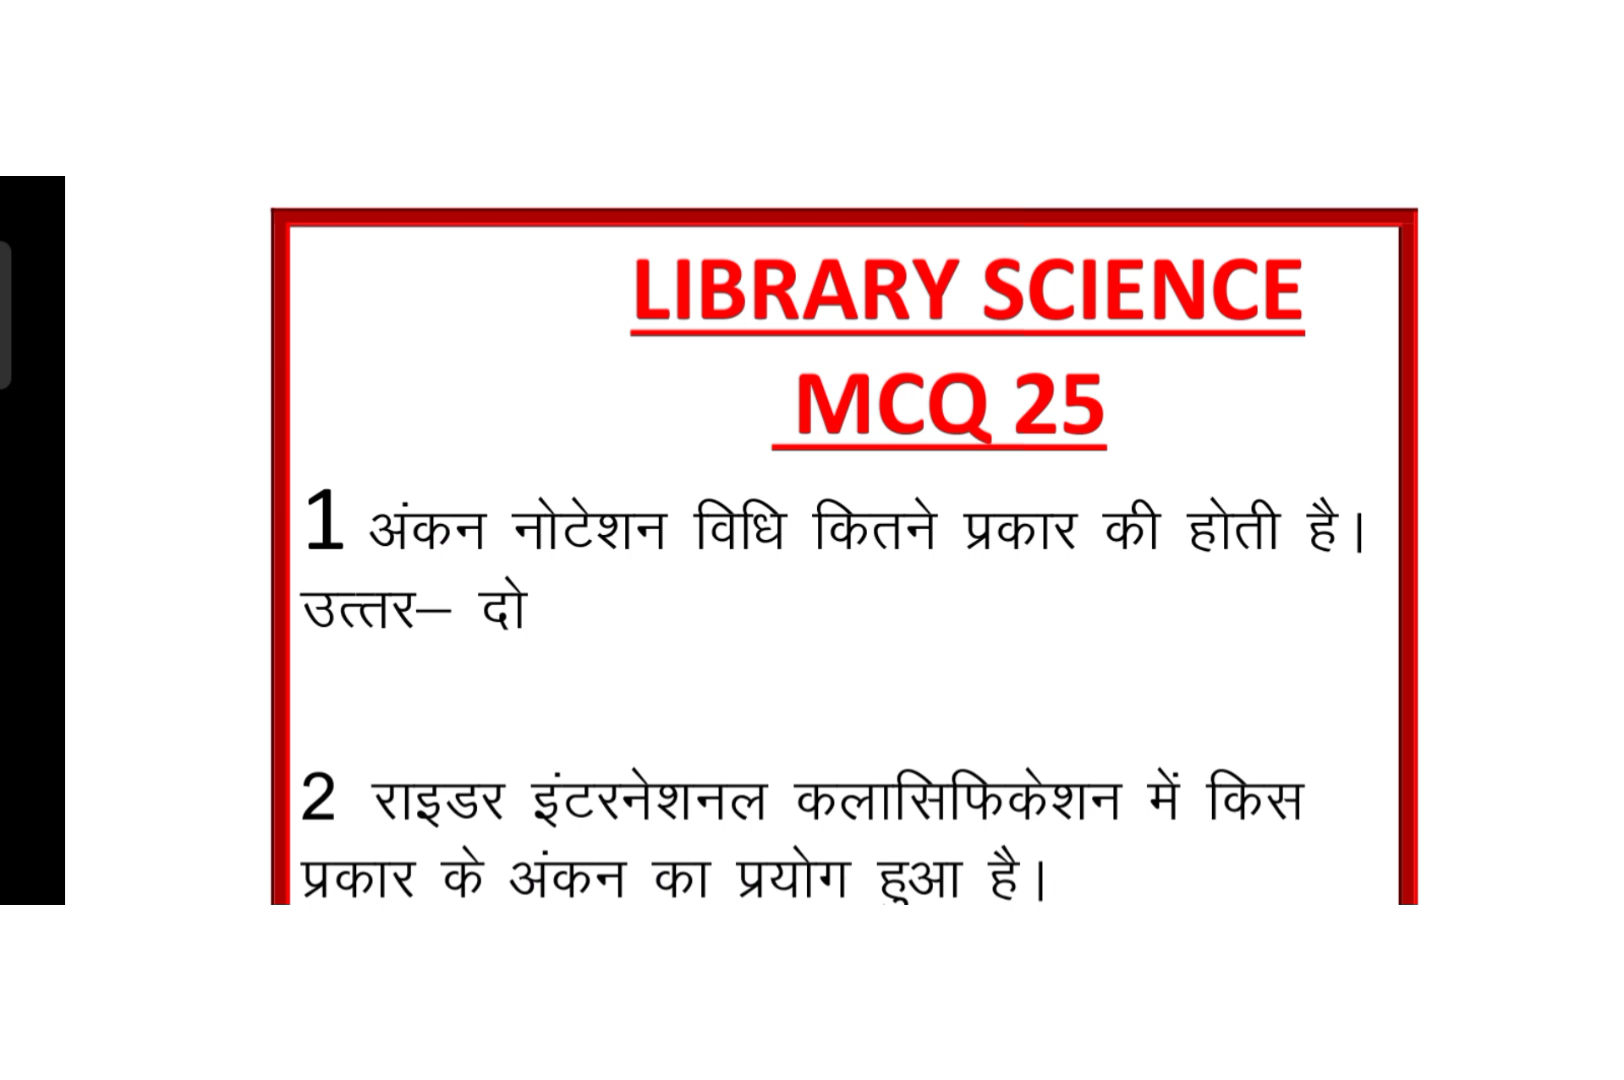 LIBRARY SCIENCE
MCQ 25
1 अंकन नोटेशन विधि कितने प्रकार की होती है।
उत्तर– दो
2 राइडर इंटरनेशनल कलासिफिकेशन में किस
प्रकार के अंकन का प्रयोग हुआ है।